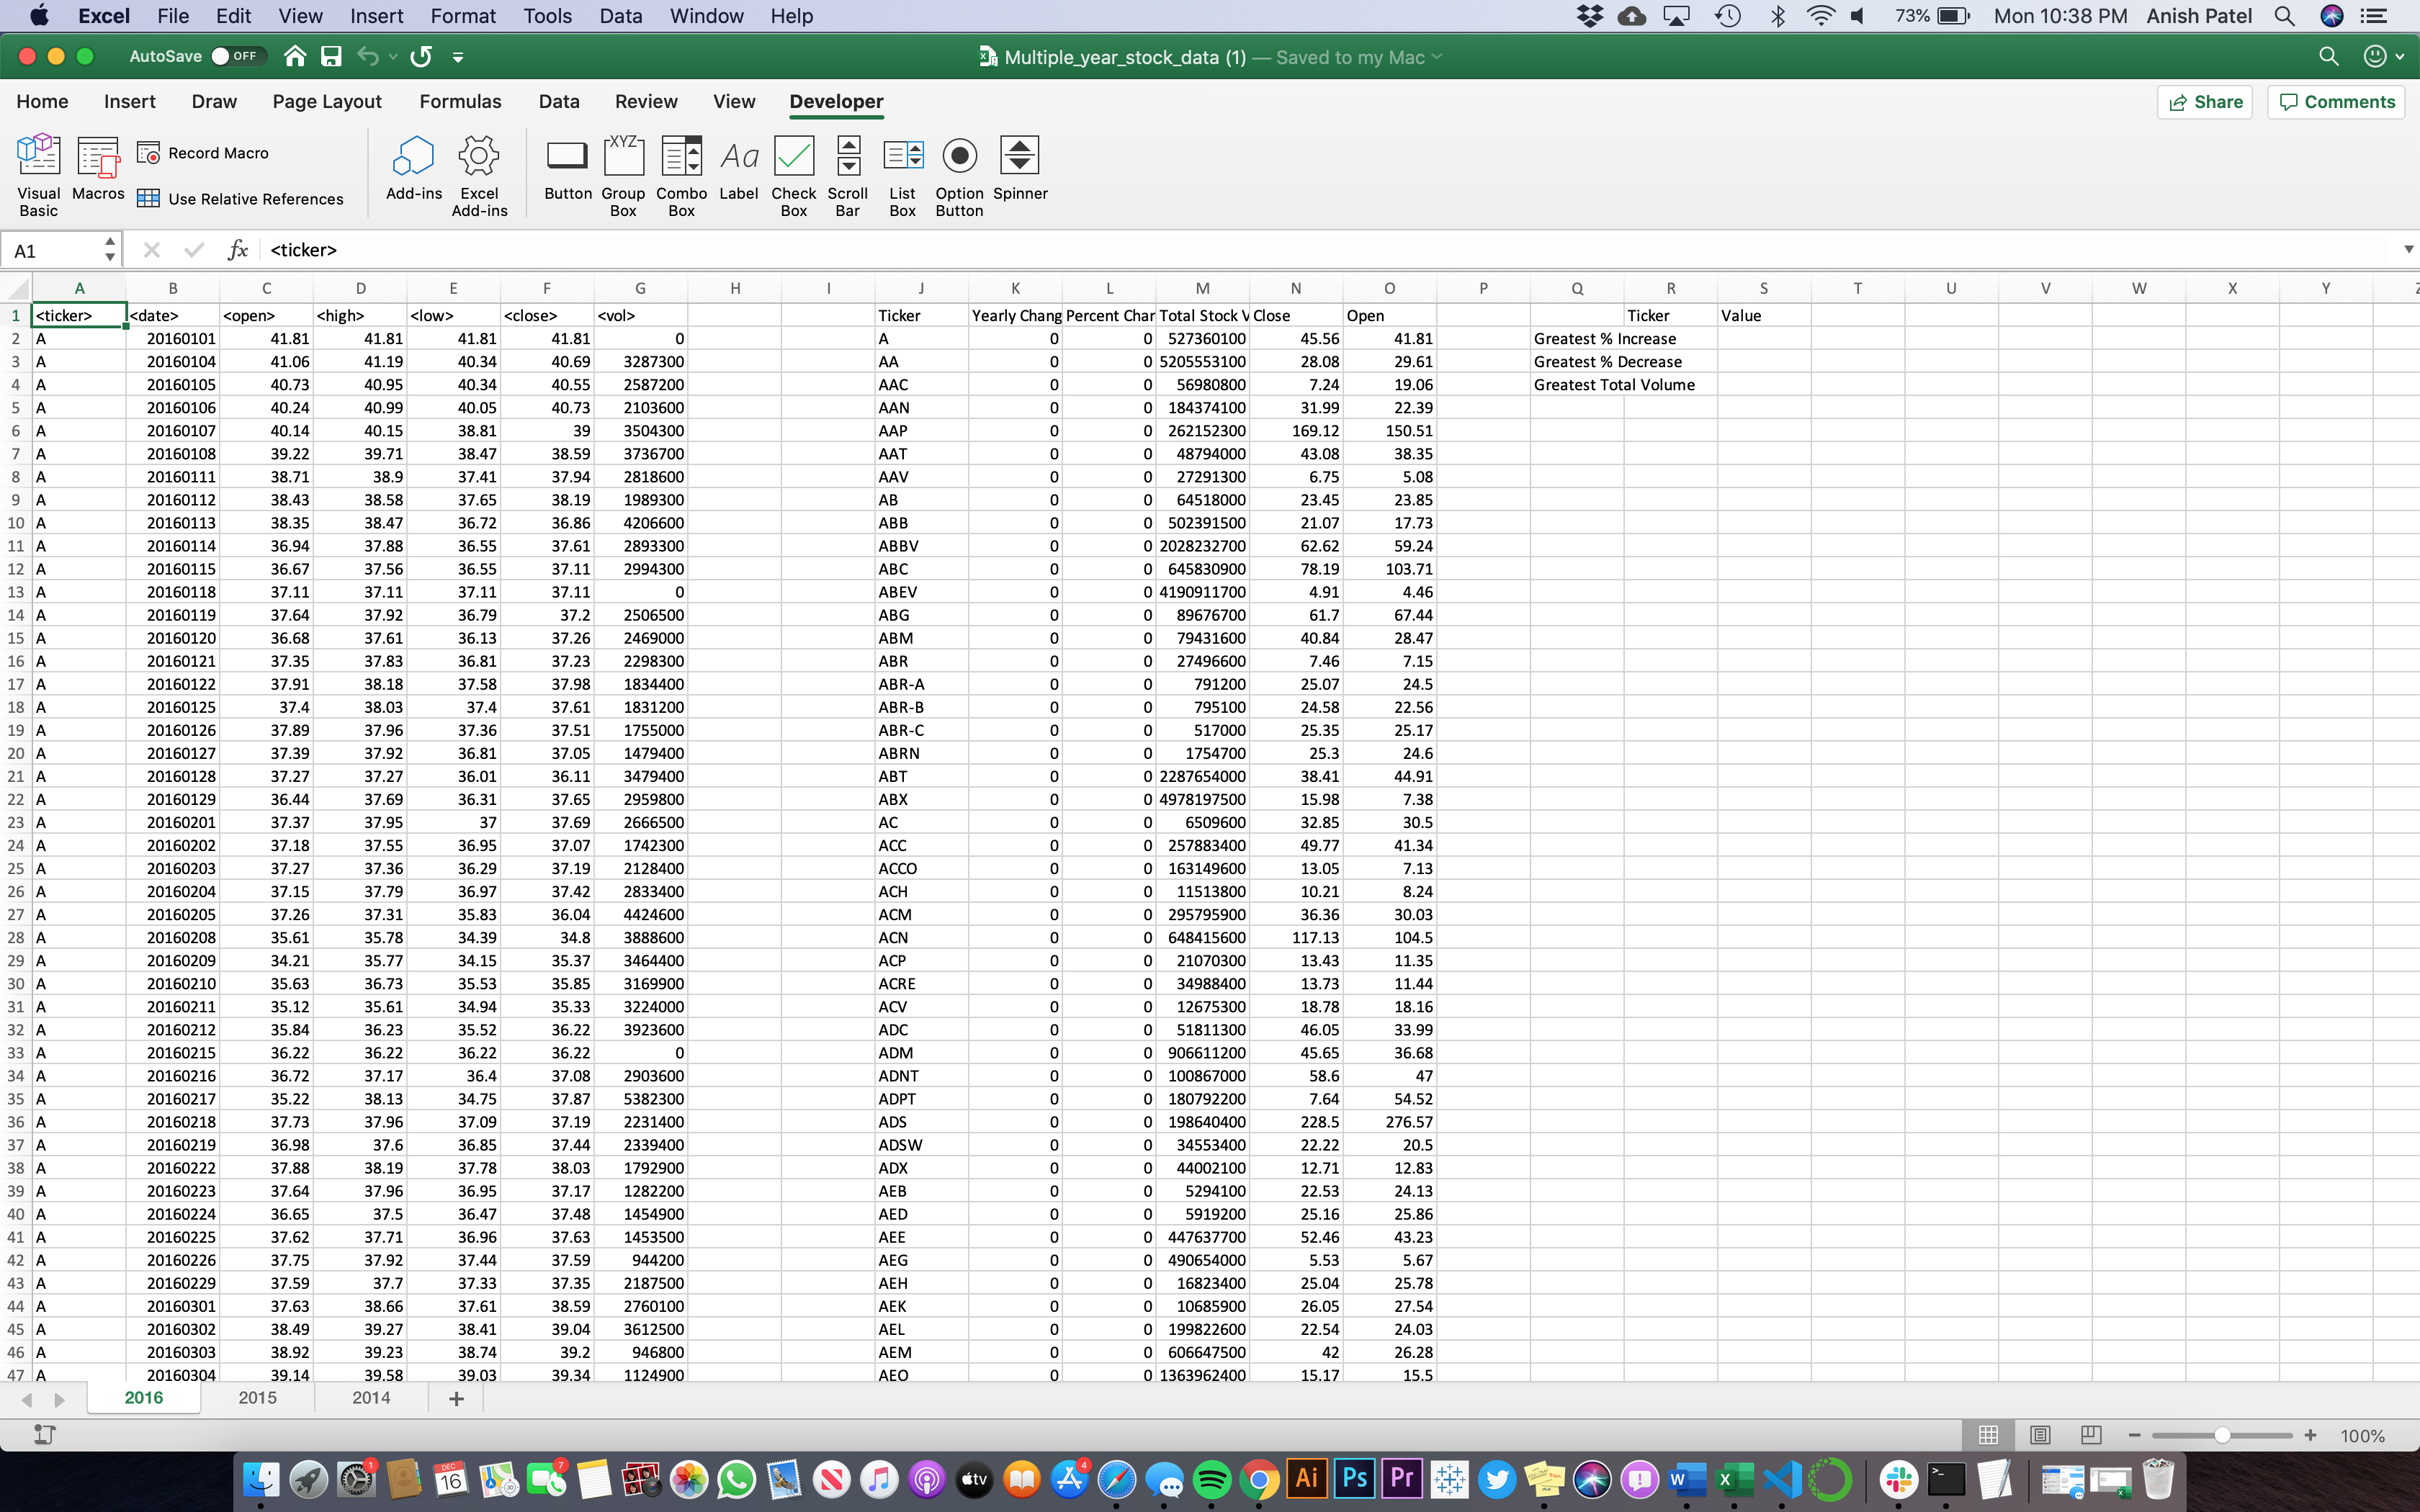 Excel File Edit View Insert Format Tools Data Window Help 73% Mon 10:38 PM Anish Patel
AutoSave OFF Multiple_year_stock_data (1) — Saved to my Mac
Home Insert Draw Page Layout Formulas Data Review View Developer Share Comments
Visual Basic Macros Record Macro Use Relative References Add-ins Excel Add-ins Button XYZ Group Box Combo Box Aa Label Check Box Scroll Bar List Box Option Button Spinner
A1 fx <ticker>
A B C D E F G H I J K L M N O P Q R S T U V W X Y
1 <ticker> <date> <open> <high> <low> <close> <vol> Ticker Yearly Chang Percent Char Total Stock V Close Open Ticker Value
2 A 20160101 41.81 41.81 41.81 41.81 0 A 0 0 527360100 45.56 41.81 Greatest % Increase
3 A 20160104 41.06 41.19 40.34 40.69 3287300 AA 0 0 5205553100 28.08 29.61 Greatest % Decrease
4 A 20160105 40.73 40.95 40.34 40.55 2587200 AAC 0 0 56980800 7.24 19.06 Greatest Total Volume
5 A 20160106 40.24 40.99 40.05 40.73 2103600 AAN 0 0 184374100 31.99 22.39
6 A 20160107 40.14 40.15 38.81 39 3504300 AAP 0 0 262152300 169.12 150.51
7 A 20160108 39.22 39.71 38.47 38.59 3736700 AAT 0 0 48794000 43.08 38.35
8 A 20160111 38.71 38.9 37.41 37.94 2818600 AAV 0 0 27291300 6.75 5.08
9 A 20160112 38.43 38.58 37.65 38.19 1989300 AB 0 0 64518000 23.45 23.85
10 A 20160113 38.35 38.47 36.72 36.86 4206600 ABB 0 0 502391500 21.07 17.73
11 A 20160114 36.94 37.88 36.55 37.61 2893300 ABBV 0 0 2028232700 62.62 59.24
12 A 20160115 36.67 37.56 36.55 37.11 2994300 ABC 0 0 645830900 78.19 103.71
13 A 20160118 37.11 37.11 37.11 37.11 0 ABEV 0 0 4190911700 4.91 4.46
14 A 20160119 37.64 37.92 36.79 37.2 2506500 ABG 0 0 89676700 61.7 67.44
15 A 20160120 36.68 37.61 36.13 37.26 2469000 ABM 0 0 79431600 40.84 28.47
16 A 20160121 37.35 37.83 36.81 37.23 2298300 ABR 0 0 27496600 7.46 7.15
17 A 20160122 37.91 38.18 37.58 37.98 1834400 ABR-A 0 0 791200 25.07 24.5
18 A 20160125 37.4 38.03 37.4 37.61 1831200 ABR-B 0 0 795100 24.58 22.56
19 A 20160126 37.89 37.96 37.36 37.51 1755000 ABR-C 0 0 517000 25.35 25.17
20 A 20160127 37.39 37.92 36.81 37.05 1479400 ABRN 0 0 1754700 25.3 24.6
21 A 20160128 37.27 37.27 36.01 36.11 3479400 ABT 0 0 2287654000 38.41 44.91
22 A 20160129 36.44 37.69 36.31 37.65 2959800 ABX 0 0 4978197500 15.98 7.38
23 A 20160201 37.37 37.95 37 37.69 2666500 AC 0 0 6509600 32.85 30.5
24 A 20160202 37.18 37.55 36.95 37.07 1742300 ACC 0 0 257883400 49.77 41.34
25 A 20160203 37.27 37.36 36.29 37.19 2128400 ACCO 0 0 163149600 13.05 7.13
26 A 20160204 37.15 37.79 36.97 37.42 2833400 ACH 0 0 11513800 10.21 8.24
27 A 20160205 37.26 37.31 35.83 36.04 4424600 ACM 0 0 295795900 36.36 30.03
28 A 20160208 35.61 35.78 34.39 34.8 3888600 ACN 0 0 648415600 117.13 104.5
29 A 20160209 34.21 35.77 34.15 35.37 3464400 ACP 0 0 21070300 13.43 11.35
30 A 20160210 35.63 36.73 35.53 35.85 3169900 ACRE 0 0 34988400 13.73 11.44
31 A 20160211 35.12 35.61 34.94 35.33 3224000 ACV 0 0 12675300 18.78 18.16
32 A 20160212 35.84 36.23 35.52 36.22 3923600 ADC 0 0 51811300 46.05 33.99
33 A 20160215 36.22 36.22 36.22 36.22 0 ADM 0 0 906611200 45.65 36.68
34 A 20160216 36.72 37.17 36.4 37.08 2903600 ADNT 0 0 100867000 58.6 47
35 A 20160217 35.22 38.13 34.75 37.87 5382300 ADPT 0 0 180792200 7.64 54.52
36 A 20160218 37.73 37.96 37.09 37.19 2231400 ADS 0 0 198640400 228.5 276.57
37 A 20160219 36.98 37.6 36.85 37.44 2339400 ADSW 0 0 34553400 22.22 20.5
38 A 20160222 37.88 38.19 37.78 38.03 1792900 ADX 0 0 44002100 12.71 12.83
39 A 20160223 37.64 37.96 36.95 37.17 1282200 AEB 0 0 5294100 22.53 24.13
40 A 20160224 36.65 37.5 36.47 37.48 1454900 AED 0 0 5919200 25.16 25.86
41 A 20160225 37.62 37.71 36.96 37.63 1453500 AEE 0 0 447637700 52.46 43.23
42 A 20160226 37.75 37.92 37.44 37.59 944200 AEG 0 0 490654000 5.53 5.67
43 A 20160229 37.59 37.7 37.33 37.35 2187500 AEH 0 0 16823400 25.04 25.78
44 A 20160301 37.63 38.66 37.61 38.59 2760100 AEK 0 0 10685900 26.05 27.54
45 A 20160302 38.49 39.27 38.41 39.04 3612500 AEL 0 0 199822600 22.54 24.03
46 A 20160303 38.92 39.23 38.74 39.2 946800 AEM 0 0 606647500 42 26.28
47 A 20160304 39.14 39.58 39.03 39.34 1124900 AEO 0 0 1363962400 15.17 15.5
2016 2015 2014 +
100%
1 DEC 16 7 tv 4 Ai Ps Pr W X